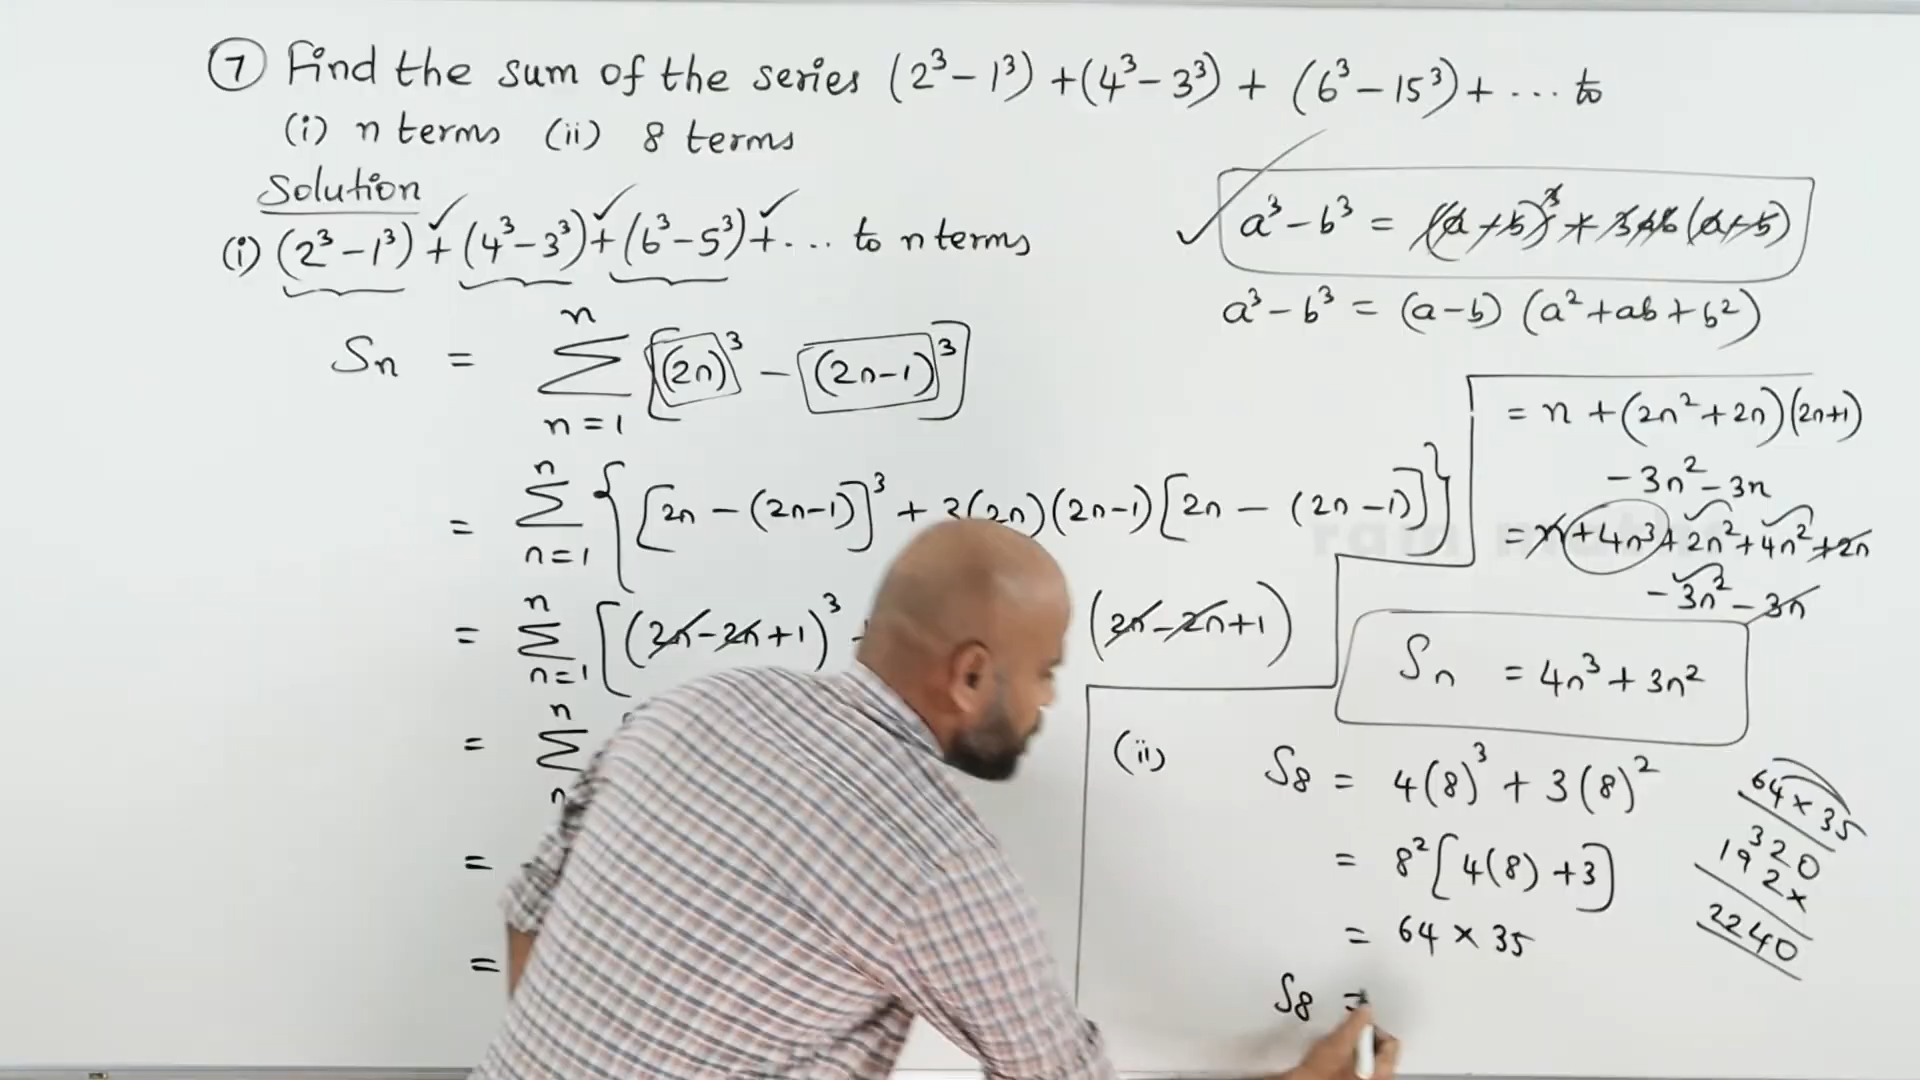 ⑦ Find the sum of the series (2³ – 1³) + (4³ – 3³) + (6³ – 15³) + ... to
(i) n terms (ii) 8 terms
Solution
(i) (2³ – 1³) + (4³ – 3³) + (6³ – 5³) + ... to n terms
Sn = Σ n n=1 [(2n)³ – (2n-1)³]
= Σ n n=1 { [2n – (2n-1)]³ + 3(2n)(2n-1)[2n – (2n-1)] }
= Σ n n=1 [(2n-2n+1)³ (2n-2n+1)
= Σ n
=
=
a³ – b³ = (a+b)³ + 3ab(a+b)
a³ – b³ = (a-b) (a² + ab + b²)
= n + (2n² + 2n)(2n+1)
- 3n² - 3n
= n + 4n³ + 2n² + 4n² + 2n
- 3n² - 3n
Sn = 4n³ + 3n²
(ii) S8 = 4(8)³ + 3(8)²
= 8² [4(8) + 3]
= 64 × 35
S8 =
64 × 35
320
192×
2240